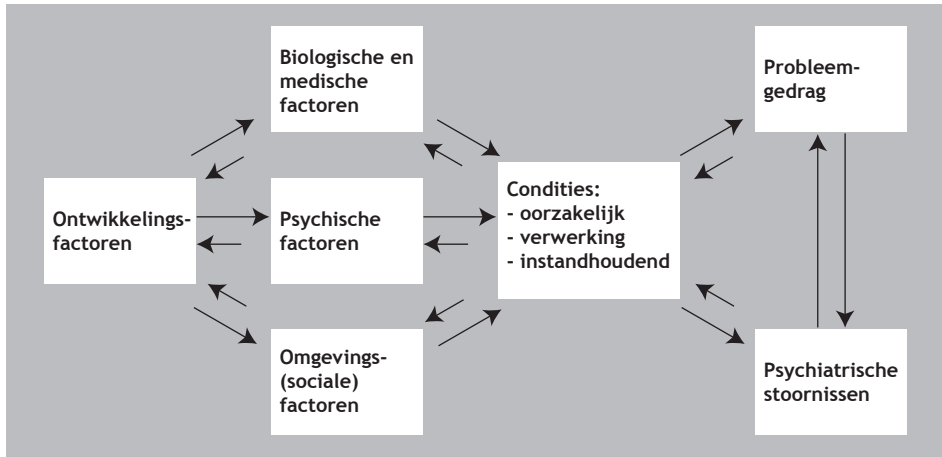 Biologische en
medische
factoren
Probleem-
gedrag
Ontwikkelings-
factoren
Psychische
factoren
Condities:
- oorzakelijk
- verwerking
- instandhoudend
Omgevings-
(sociale)
factoren
Psychiatrische
stoornissen